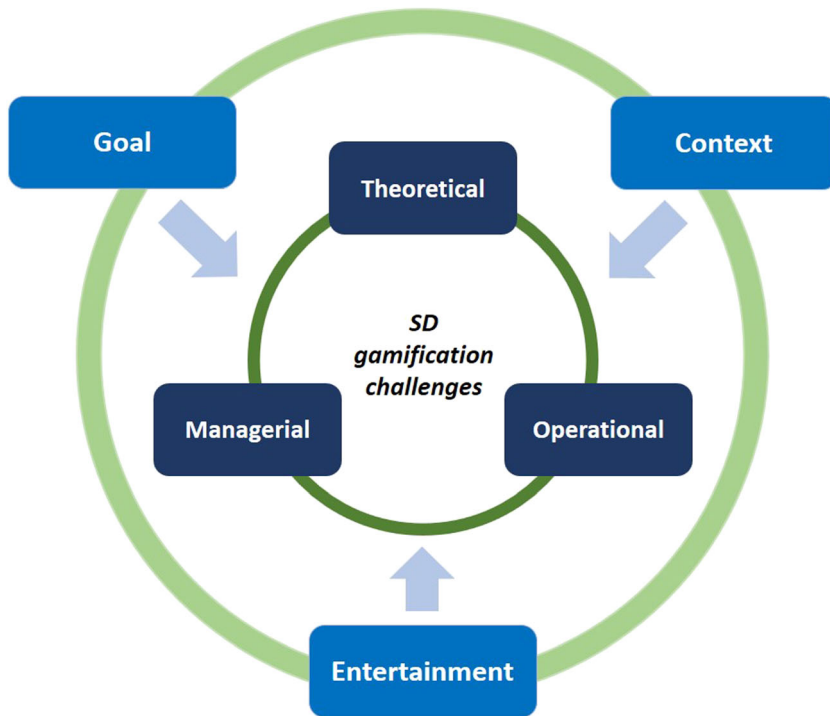 Goal
Context
Theoretical
SD
gamification
challenges
Managerial
Operational
Entertainment